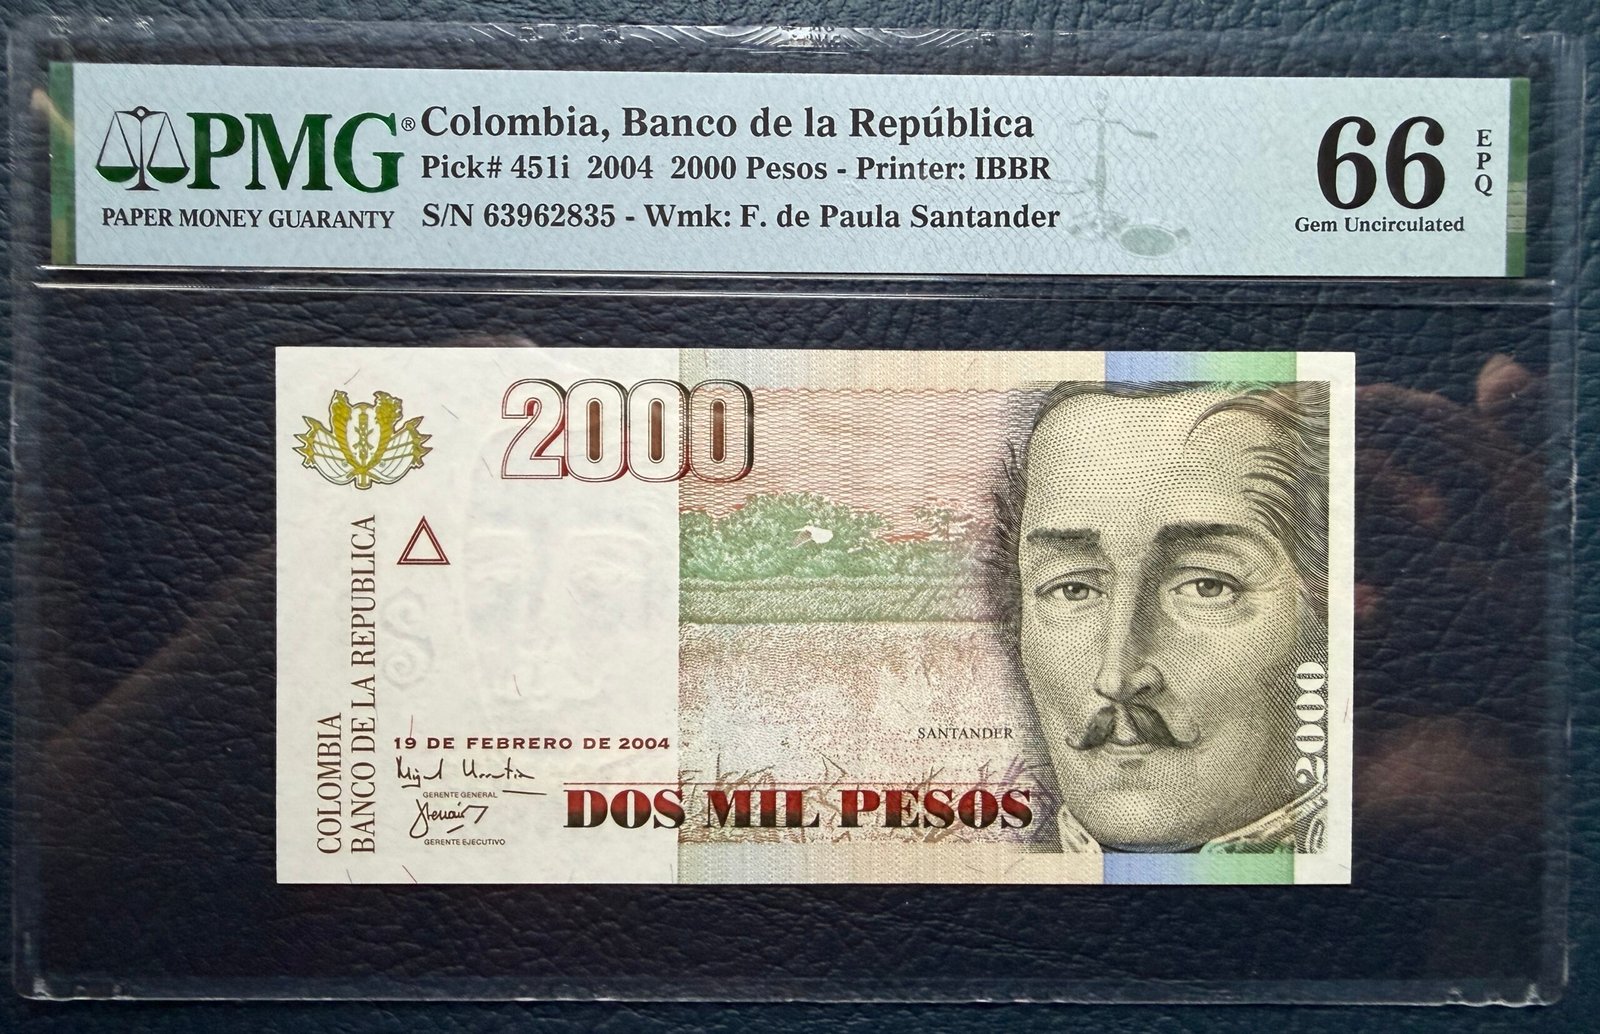 PMG®
PAPER MONEY GUARANTY
Colombia, Banco de la República
Pick# 451i 2004 2000 Pesos - Printer: IBBR
S/N 63962835 - Wmk: F. de Paula Santander
66
EPQ
Gem Uncirculated
2000
COLOMBIA
BANCO DE LA REPUBLICA
19 DE FEBRERO DE 2004
GERENTE GENERAL
GERENTE EJECUTIVO
SANTANDER
DOS MIL PESOS
2000